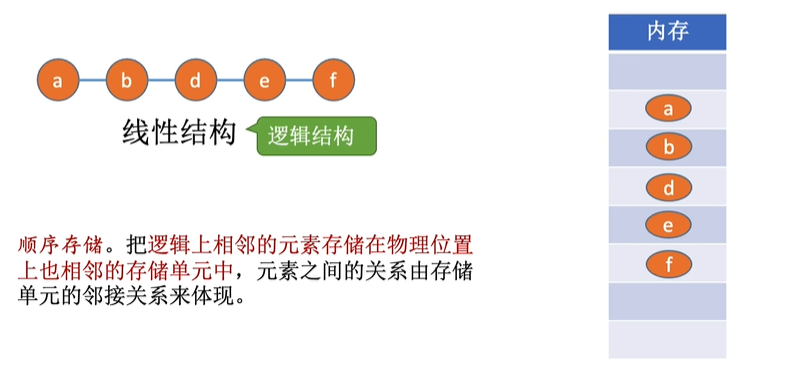 内存
a b d e f
线性结构 逻辑结构
a
b
d
e
f
顺序存储。把逻辑上相邻的元素存储在物理位置
上也相邻的存储单元中，元素之间的关系由存储
单元的邻接关系来体现。